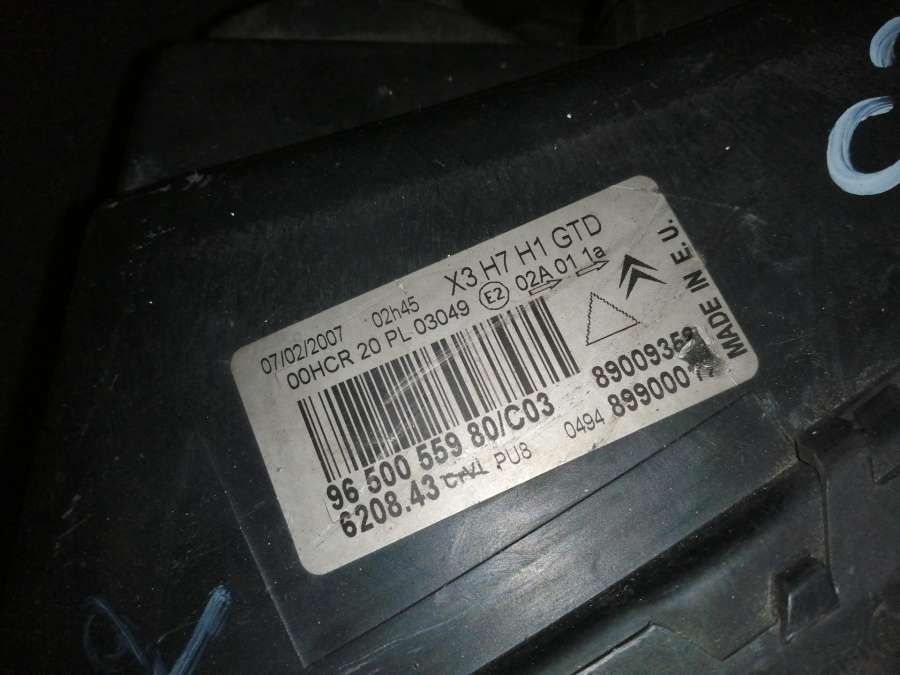 07/02/2007 02h45 X3 H7 H1 GTD
00HCR 20 PL 03049 E2 02A 01 1a
96 500 559 80/C03 89009359
6208.43 PU8 0494 899000
MADE IN E.U.